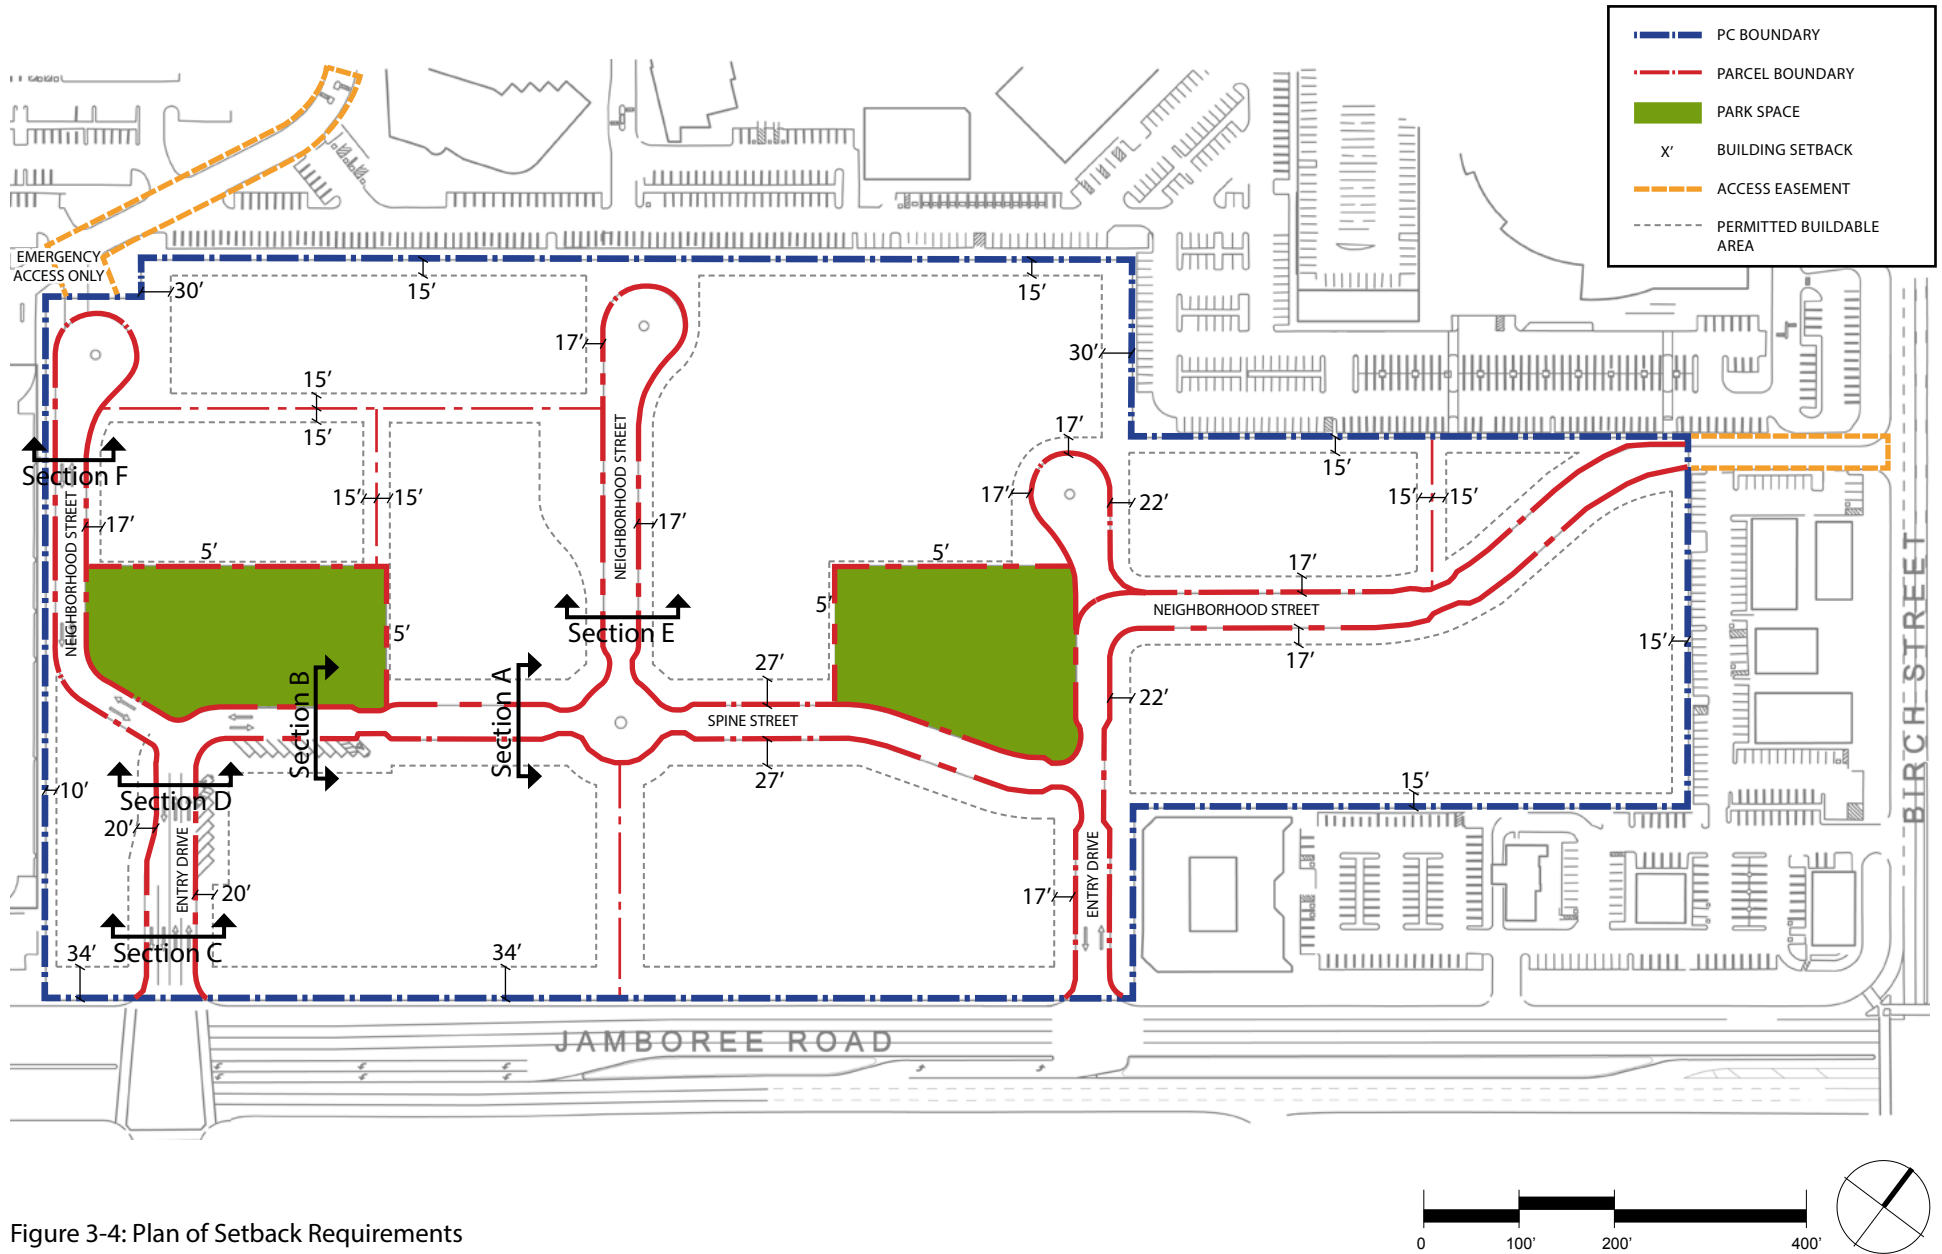 PC BOUNDARY
PARCEL BOUNDARY
PARK SPACE
X’ BUILDING SETBACK
ACCESS EASEMENT
PERMITTED BUILDABLE
AREA
EMERGENCY
ACCESS ONLY
30’
15’
15’
17’
30’
15’
15’
17’
15’
NEIGHBORHOOD STREET
Section F
15’
15’
17’
22’
15’
15’
NEIGHBORHOOD STREET
17’
17’
5’
5’
17’
NEIGHBORHOOD STREET
5’
5’
Section E
17’
15’
27’
22’
Section B
Section A
SPINE STREET
27’
15’
BIRCH STREET
10’
Section D
20’
ENTRY DRIVE
20’
17’
ENTRY DRIVE
Section C
34’
34’
JAMBOREE ROAD
0
100’
200’
400’
Figure 3-4: Plan of Setback Requirements